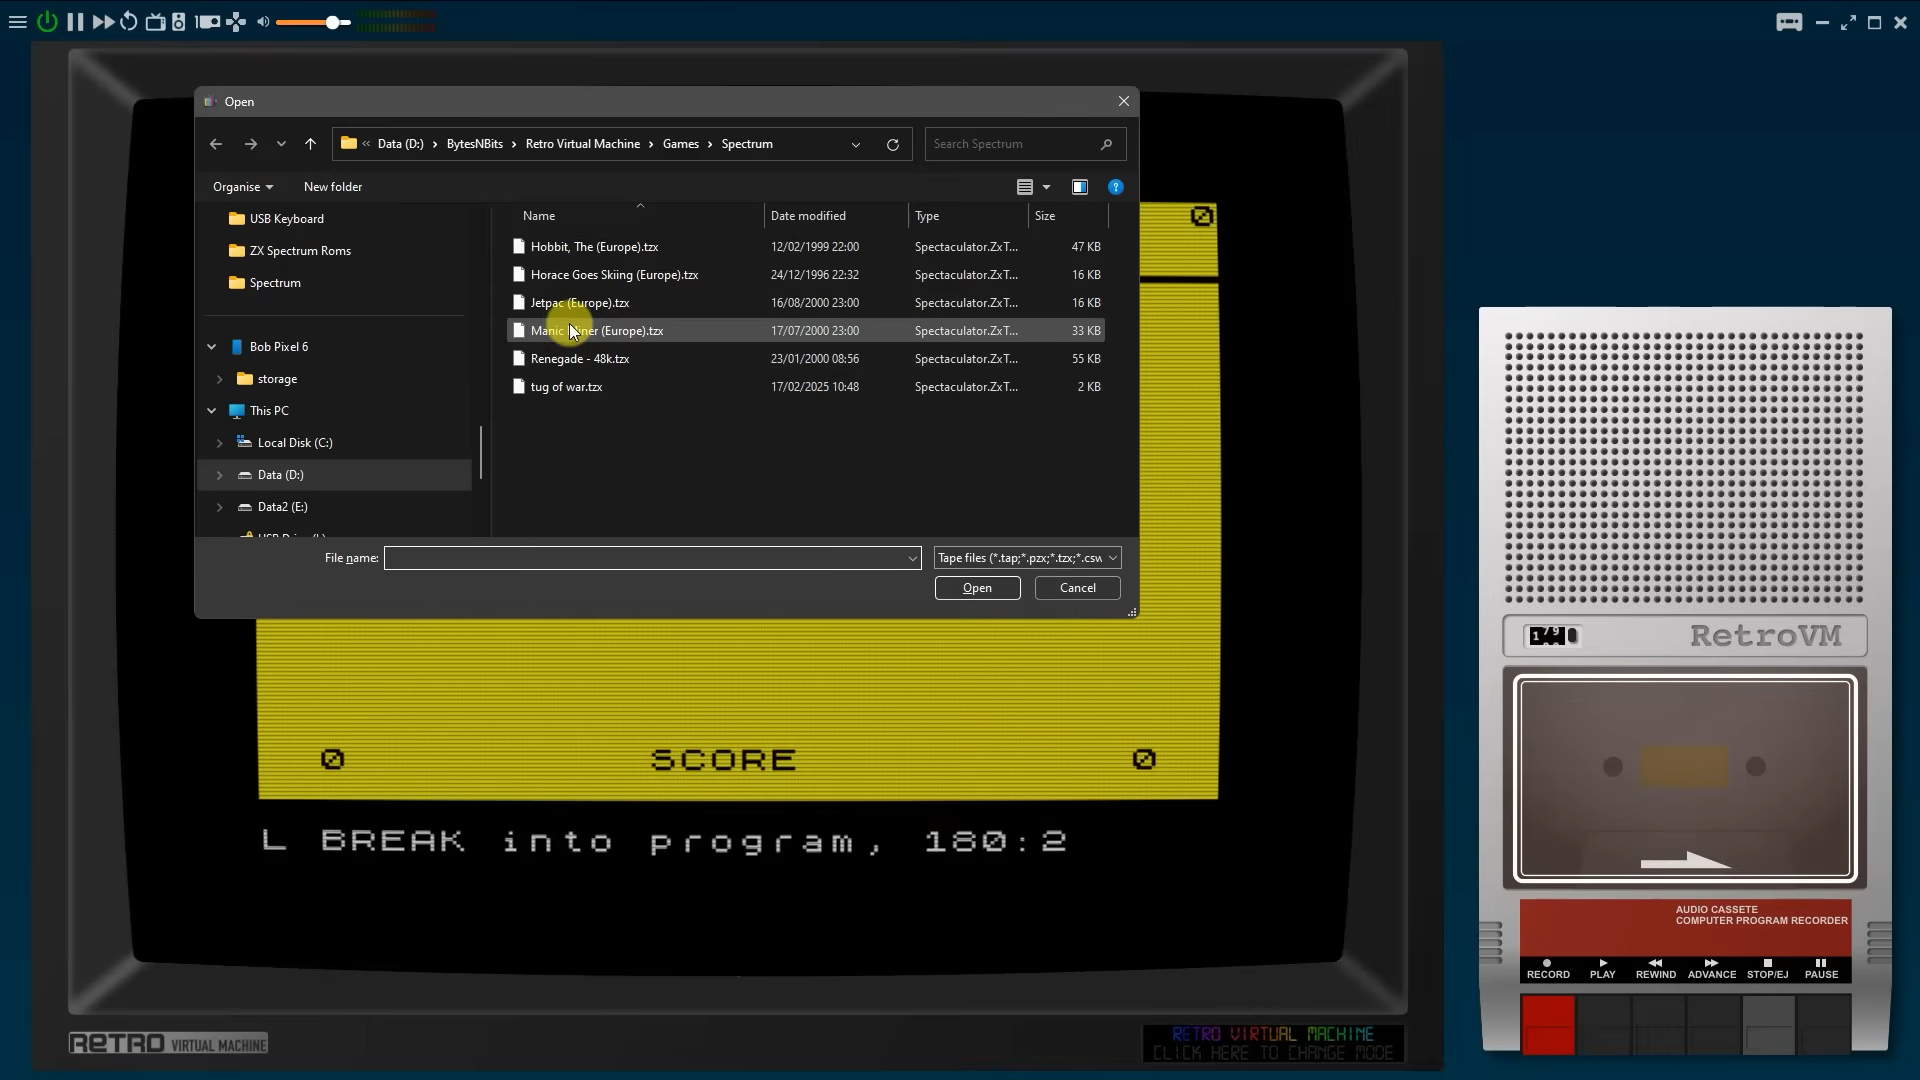 Open
Data (D:) › BytesNBits › Retro Virtual Machine › Games › Spectrum
Search Spectrum
Organise
New folder
USB Keyboard
ZX Spectrum Roms
Spectrum
Bob Pixel 6
storage
This PC
Local Disk (C:)
Data (D:)
Data2 (E:)
Name Date modified Type Size
Hobbit, The (Europe).tzx 12/02/1999 22:00 Spectaculator.ZxT... 47 KB
Horace Goes Skiing (Europe).tzx 24/12/1996 22:32 Spectaculator.ZxT... 16 KB
Jetpac (Europe).tzx 16/08/2000 23:00 Spectaculator.ZxT... 16 KB
Manic Miner (Europe).tzx 17/07/2000 23:00 Spectaculator.ZxT... 33 KB
Renegade - 48k.tzx 23/01/2000 08:56 Spectaculator.ZxT... 55 KB
tug of war.tzx 17/02/2025 10:48 Spectaculator.ZxT... 2 KB
File name:
Tape files (*.tap;*.pzx;*.tzx;*.csw
Open
Cancel
0
0 SCORE 0
L BREAK into program, 180:2
RETRO VIRTUAL MACHINE
RETRO VIRTUAL MACHINE
CLICK HERE TO CHANGE MODE
RetroVM
AUDIO CASSETE
COMPUTER PROGRAM RECORDER
RECORD PLAY REWIND ADVANCE STOP/EJ PAUSE